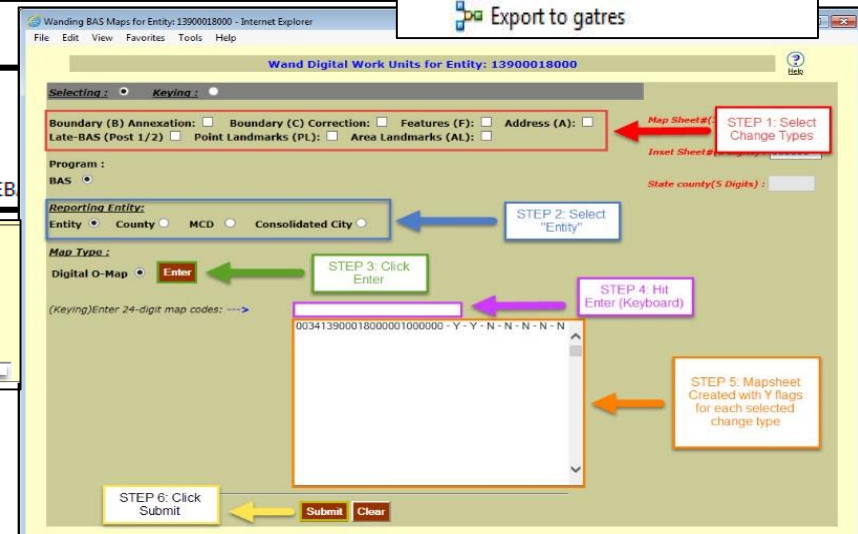 Export to gatres
Wanding BAS Maps for Entity: 13900018000 - Internet Explorer
File Edit View Favorites Tools Help
Wand Digital Work Units for Entity: 13900018000
Help
Selecting : Keying :
Boundary (B) Annexation: Boundary (C) Correction: Features (F): Address (A):
Late-BAS (Post 1/2) Point Landmarks (PL): Area Landmarks (AL):
Map Sheet#(
STEP 1: Select
Change Types
Inset Sheet#
Program :
BAS
State county(5 Digits) :
EB
Reporting Entity:
Entity County MCD Consolidated City
STEP 2: Select
"Entity"
Map Type :
Digital O-Map Enter
STEP 3: Click
Enter
STEP 4: Hit
Enter (Keyboard)
(Keying)Enter 24-digit map codes: --->
003413900018000001000000 - Y - Y - N - N - N - N - N
STEP 5: Mapsheet
Created with Y flags
for each selected
change type
STEP 6: Click
Submit
Submit Clear